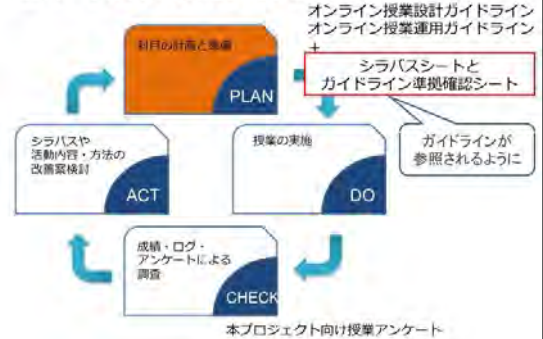 オンライン授業設計ガイドライン
オンライン授業運用ガイドライン
+
シラバスシートと
ガイドライン準拠確認シート
ガイドラインが
参照されるように
科目の計画と準備
PLAN
授業の実施
DO
成績・ログ・
アンケートによる
調査
CHECK
シラバスや
活動内容・方法の
改善案検討
ACT
本プロジェクト向け授業アンケート